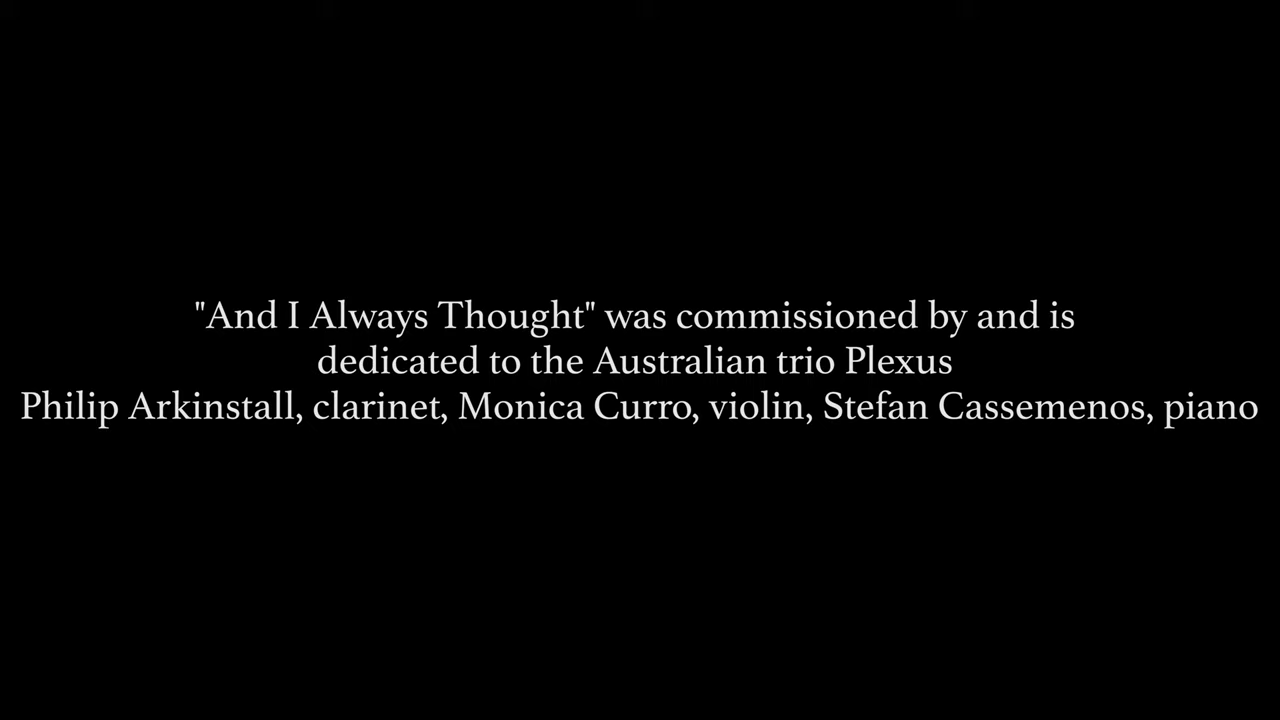 "And I Always Thought" was commissioned by and is
dedicated to the Australian trio Plexus
Philip Arkinstall, clarinet, Monica Curro, violin, Stefan Cassemenos, piano